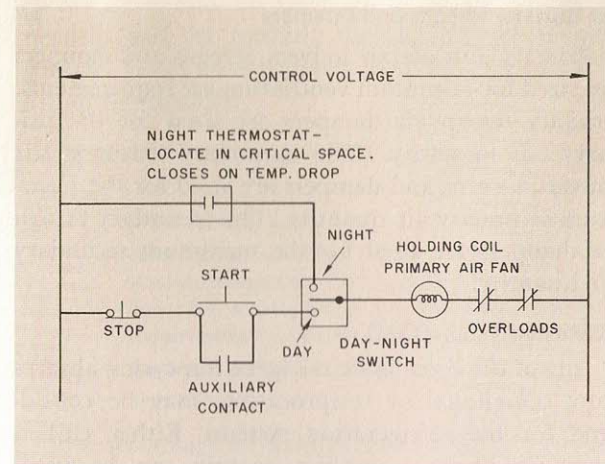 CONTROL VOLTAGE
NIGHT THERMOSTAT–
LOCATE IN CRITICAL SPACE.
CLOSES ON TEMP. DROP
NIGHT
HOLDING COIL
PRIMARY AIR FAN
START
STOP
DAY
DAY-NIGHT
SWITCH
OVERLOADS
AUXILIARY
CONTACT